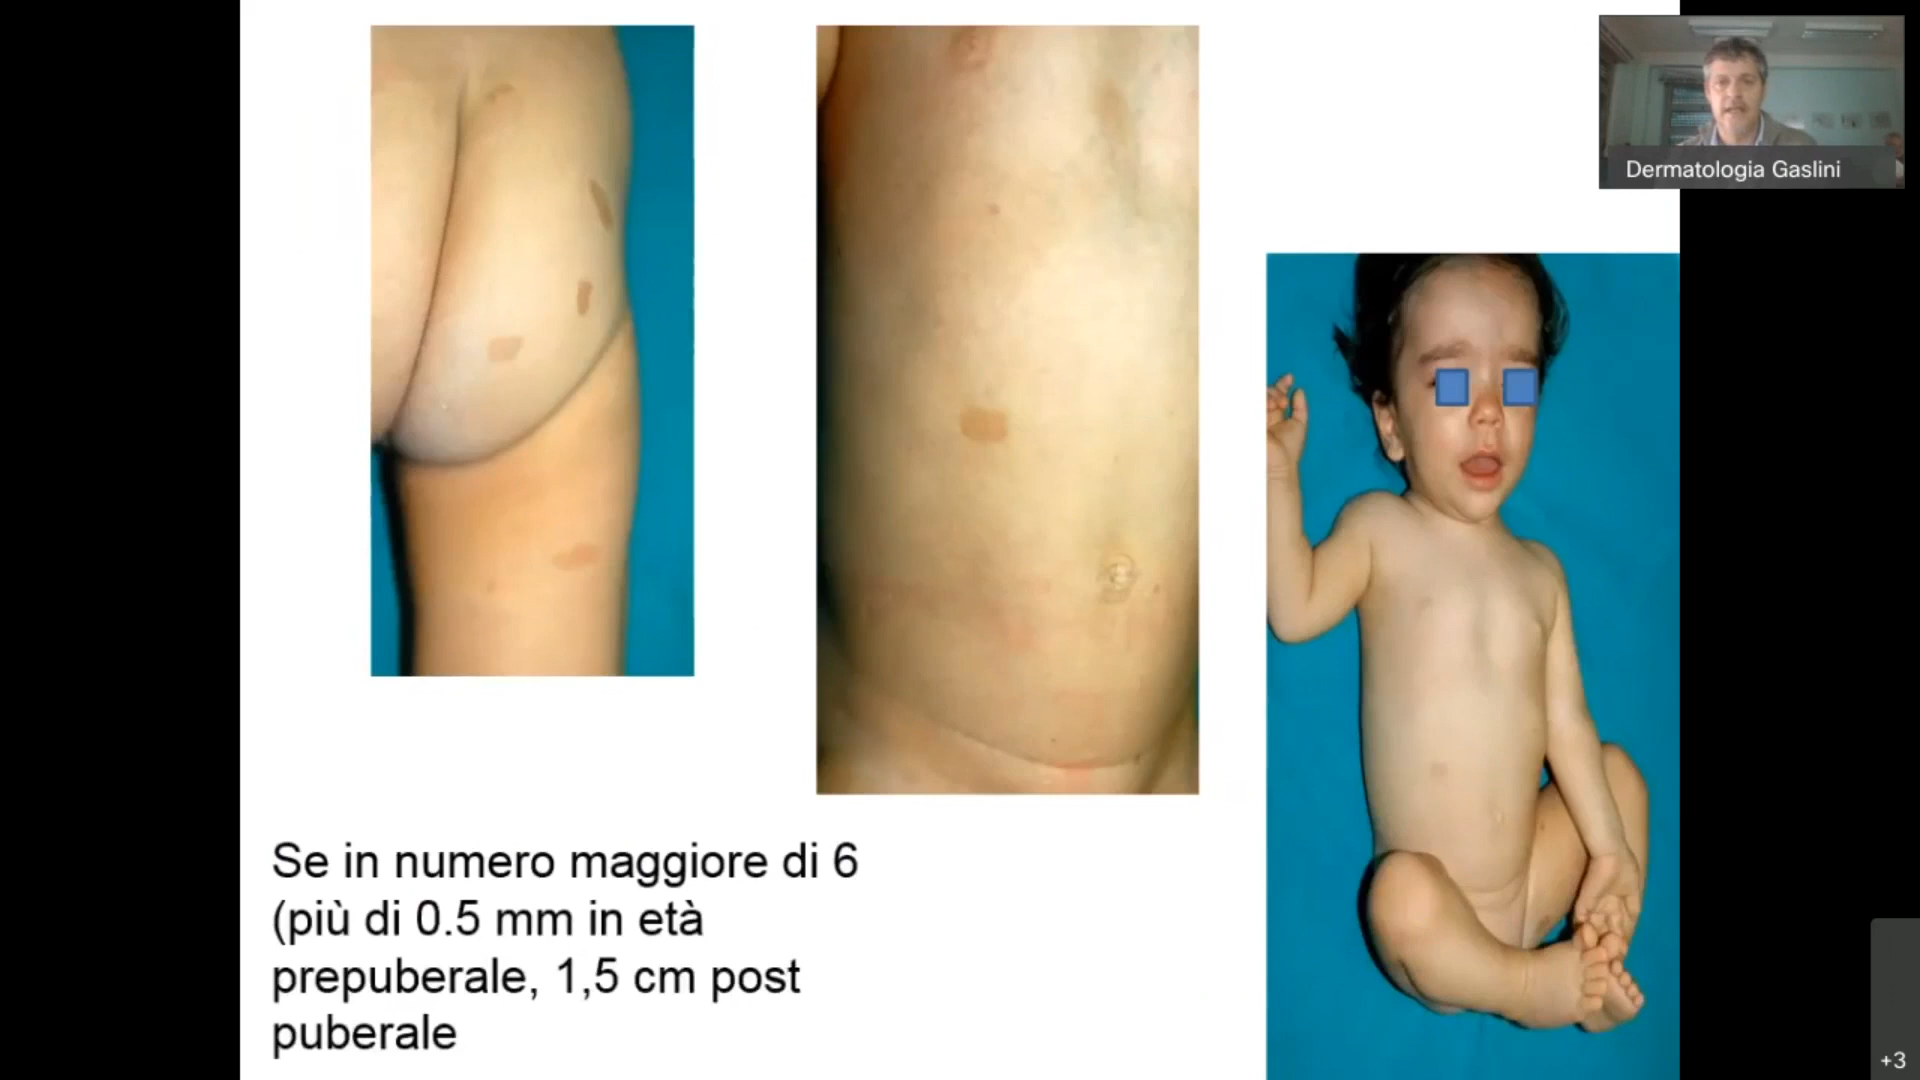 Dermatologia Gaslini
Se in numero maggiore di 6
(più di 0.5 mm in età
prepuberale, 1,5 cm post
puberale
+3